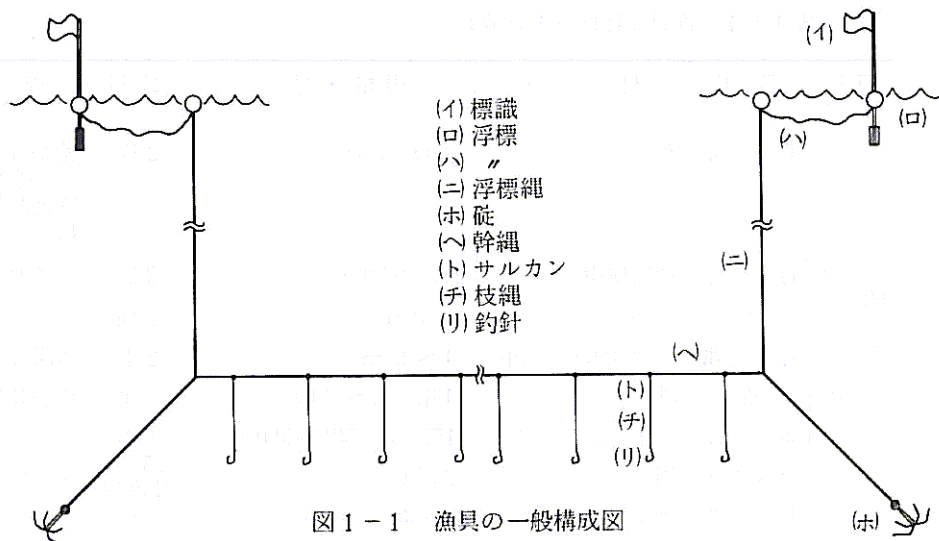 (イ)
(イ) 標識
(ロ) 浮標
(ハ) 〃
(ニ) 浮標縄
(ホ) 碇
(ヘ) 幹縄
(ト) サルカン
(チ) 枝縄
(リ) 釣針
(ロ)
(ハ)
(ニ)
(ヘ)
(ト)
(チ)
(リ)
(ホ)
図1-1 漁具の一般構成図